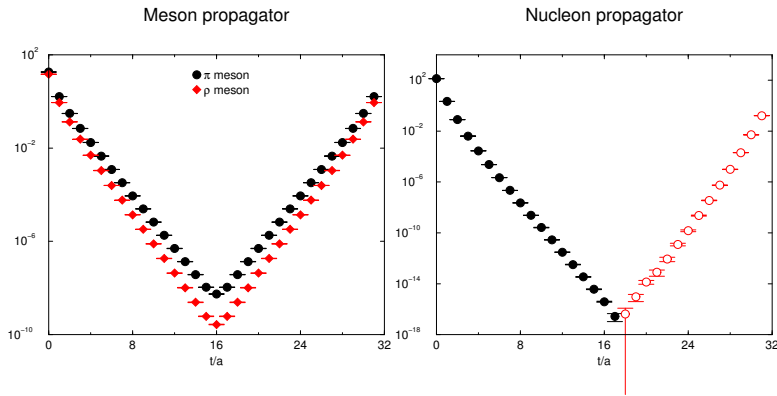 Meson propagator
10^2
π meson
ρ meson
10^-2
10^-6
10^-10
0 8 16 24 32
t/a
Nucleon propagator
10^2
10^-2
10^-6
10^-10
10^-14
10^-18
0 8 16 24 32
t/a